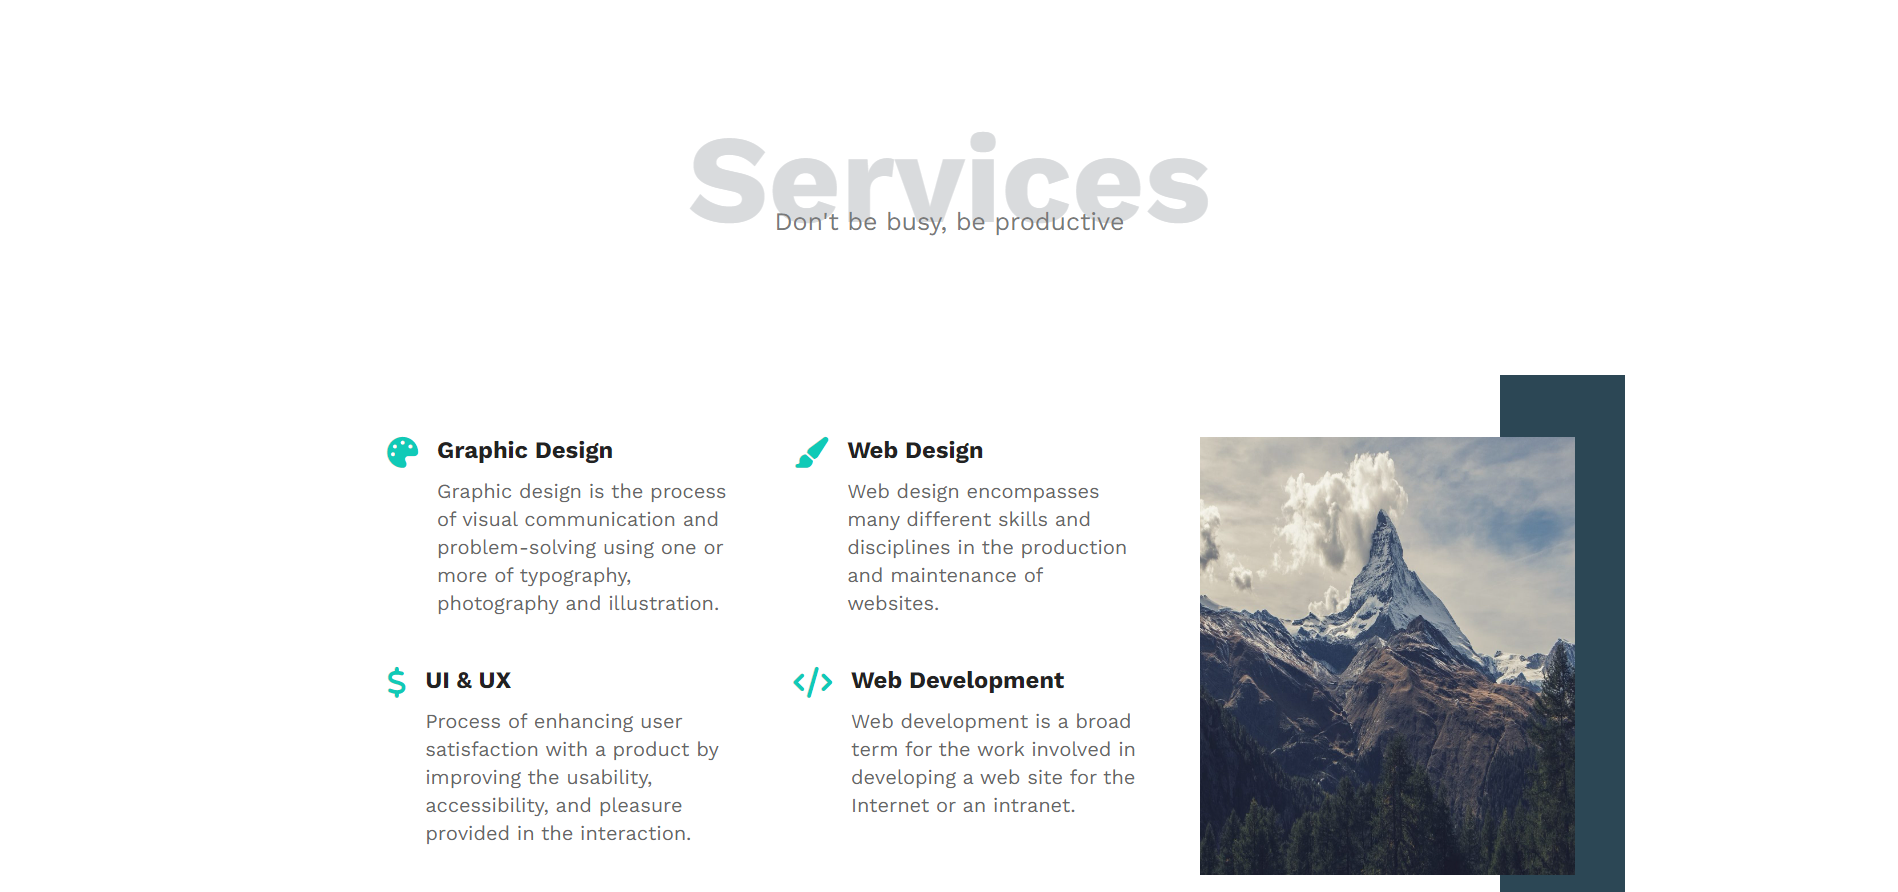 Services
Don't be busy, be productive
Graphic Design
Graphic design is the process
of visual communication and
problem-solving using one or
more of typography,
photography and illustration.
Web Design
Web design encompasses
many different skills and
disciplines in the production
and maintenance of
websites.
UI & UX
Process of enhancing user
satisfaction with a product by
improving the usability,
accessibility, and pleasure
provided in the interaction.
Web Development
Web development is a broad
term for the work involved in
developing a web site for the
Internet or an intranet.